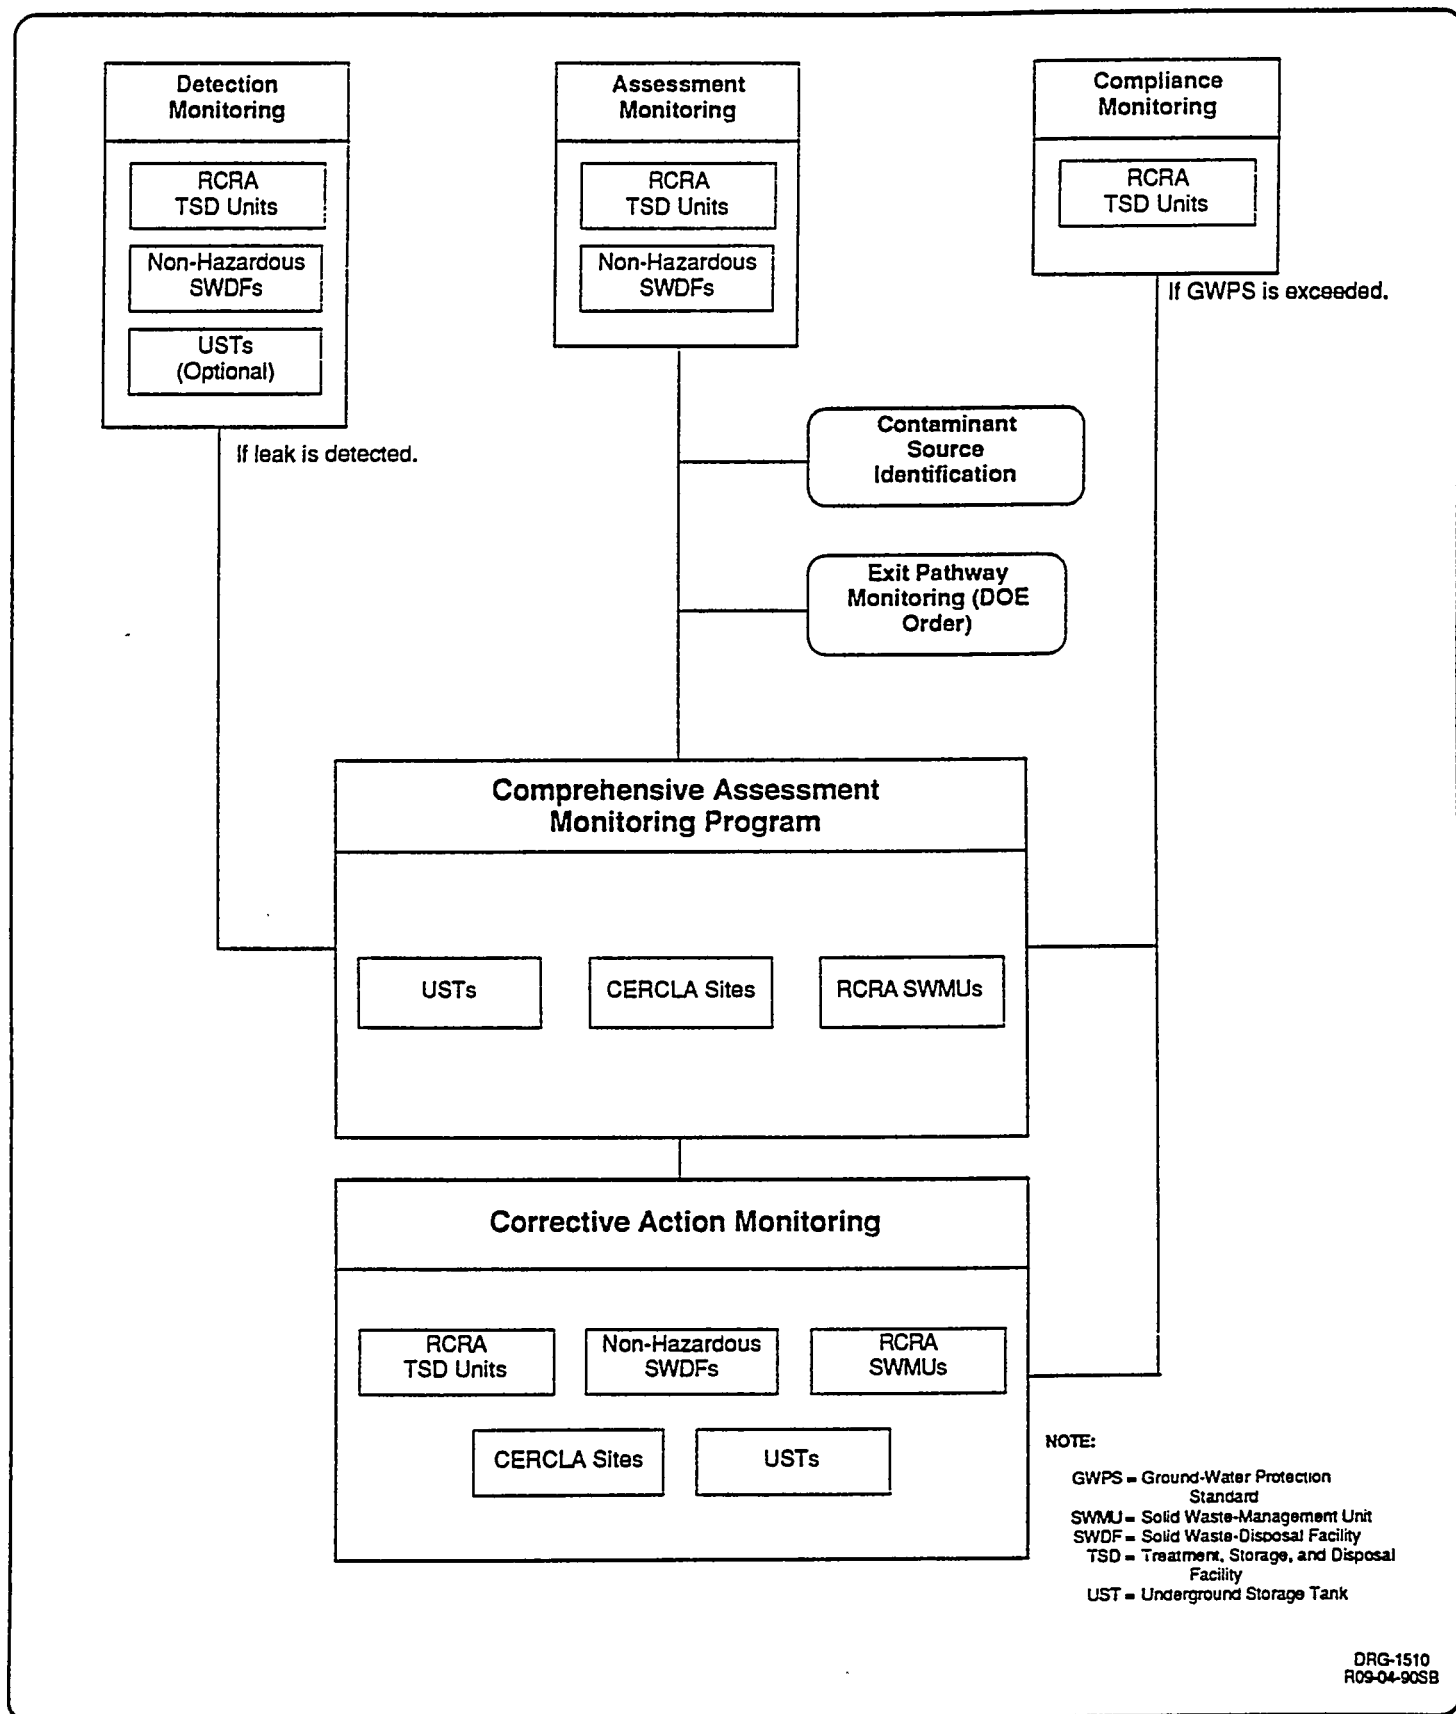 Detection
Monitoring
RCRA
TSD Units
Non-Hazardous
SWDFs
USTs
(Optional)
If leak is detected.
Assessment
Monitoring
RCRA
TSD Units
Non-Hazardous
SWDFs
Compliance
Monitoring
RCRA
TSD Units
If GWPS is exceeded.
Contaminant
Source
Identification
Exit Pathway
Monitoring (DOE
Order)
Comprehensive Assessment
Monitoring Program
USTs
CERCLA Sites
RCRA SWMUs
Corrective Action Monitoring
RCRA
TSD Units
Non-Hazardous
SWDFs
RCRA
SWMUs
CERCLA Sites
USTs
NOTE:
GWPS = Ground-Water Protection
Standard
SWMU = Solid Waste-Management Unit
SWDF = Solid Waste-Disposal Facility
TSD = Treatment, Storage, and Disposal
Facility
UST = Underground Storage Tank
DRG-1510
R09-04-90SB